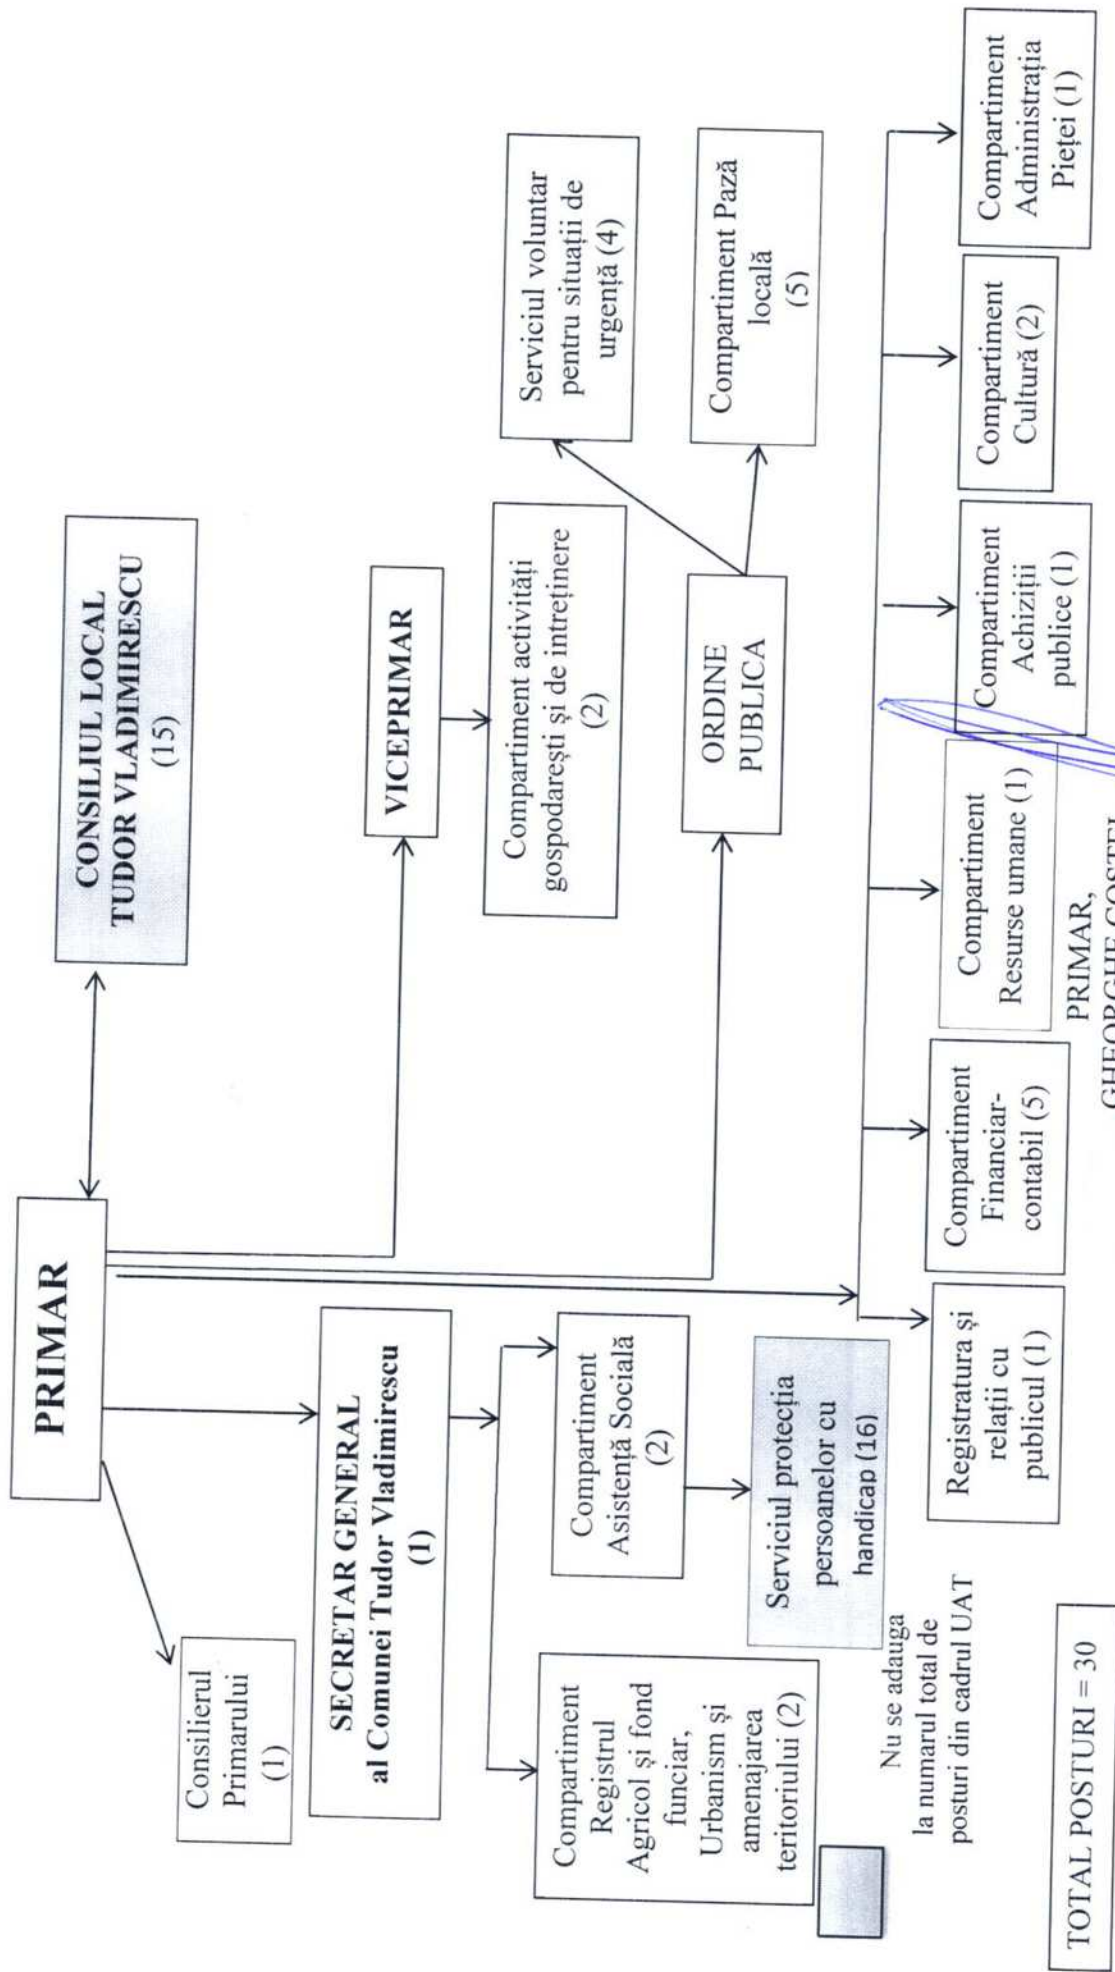 PRIMAR
CONSILIUL LOCAL
TUDOR VLADIMIRESCU
(15)
Consilierul
Primarului
(1)
SECRETAR GENERAL
al Comunei Tudor Vladimirescu
(1)
VICEPRIMAR
Compartiment activități
gospodarești și de intreținere
(2)
Serviciul voluntar
pentru situații de
urgență (4)
Compartiment
Registrul
Agricol și fond
funciar,
Urbanism și
amenajarea
teritoriului (2)
Compartiment
Asistență Socială
(2)
Serviciul protecția
persoanelor cu
handicap (16)
ORDINE
PUBLICA
Compartiment Pază
locală
(5)
Nu se adauga
la numarul total de
posturi din cadrul UAT
Registratura și
relații cu
publicul (1)
Compartiment
Financiar-
contabil (5)
Compartiment
Resurse umane (1)
Compartiment
Achiziții
publice (1)
Compartiment
Cultură (2)
Compartiment
Administrația
Pieței (1)
TOTAL POSTURI = 30
PRIMAR,
GHEORGHE COSTEL